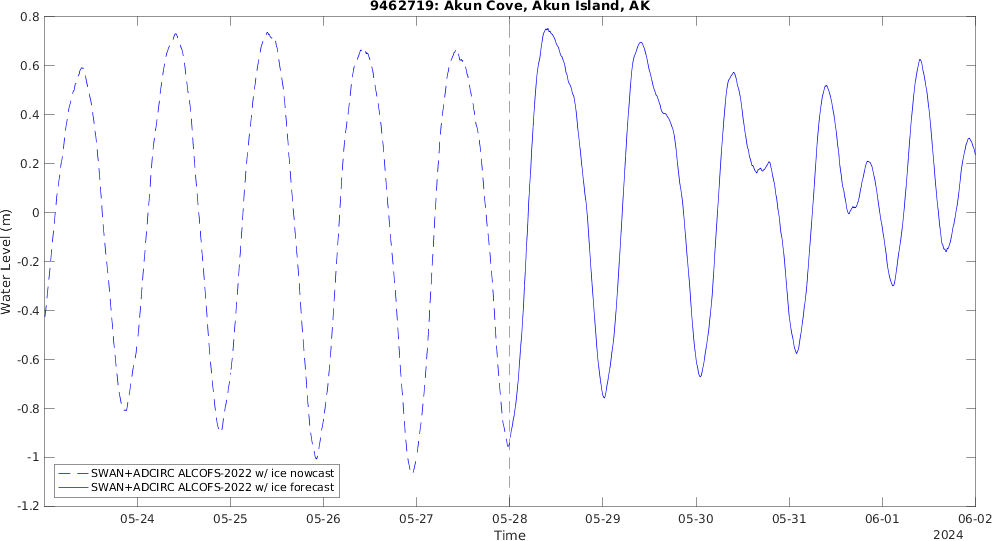 9462719: Akun Cove, Akun Island, AK
0.8
0.6
0.4
0.2
0
-0.2
-0.4
-0.6
-0.8
-1
-1.2
Water Level (m)
SWAN+ADCIRC ALCOFS-2022 w/ ice nowcast
SWAN+ADCIRC ALCOFS-2022 w/ ice forecast
05-24 05-25 05-26 05-27 05-28 05-29 05-30 05-31 06-01 06-02
Time
2024